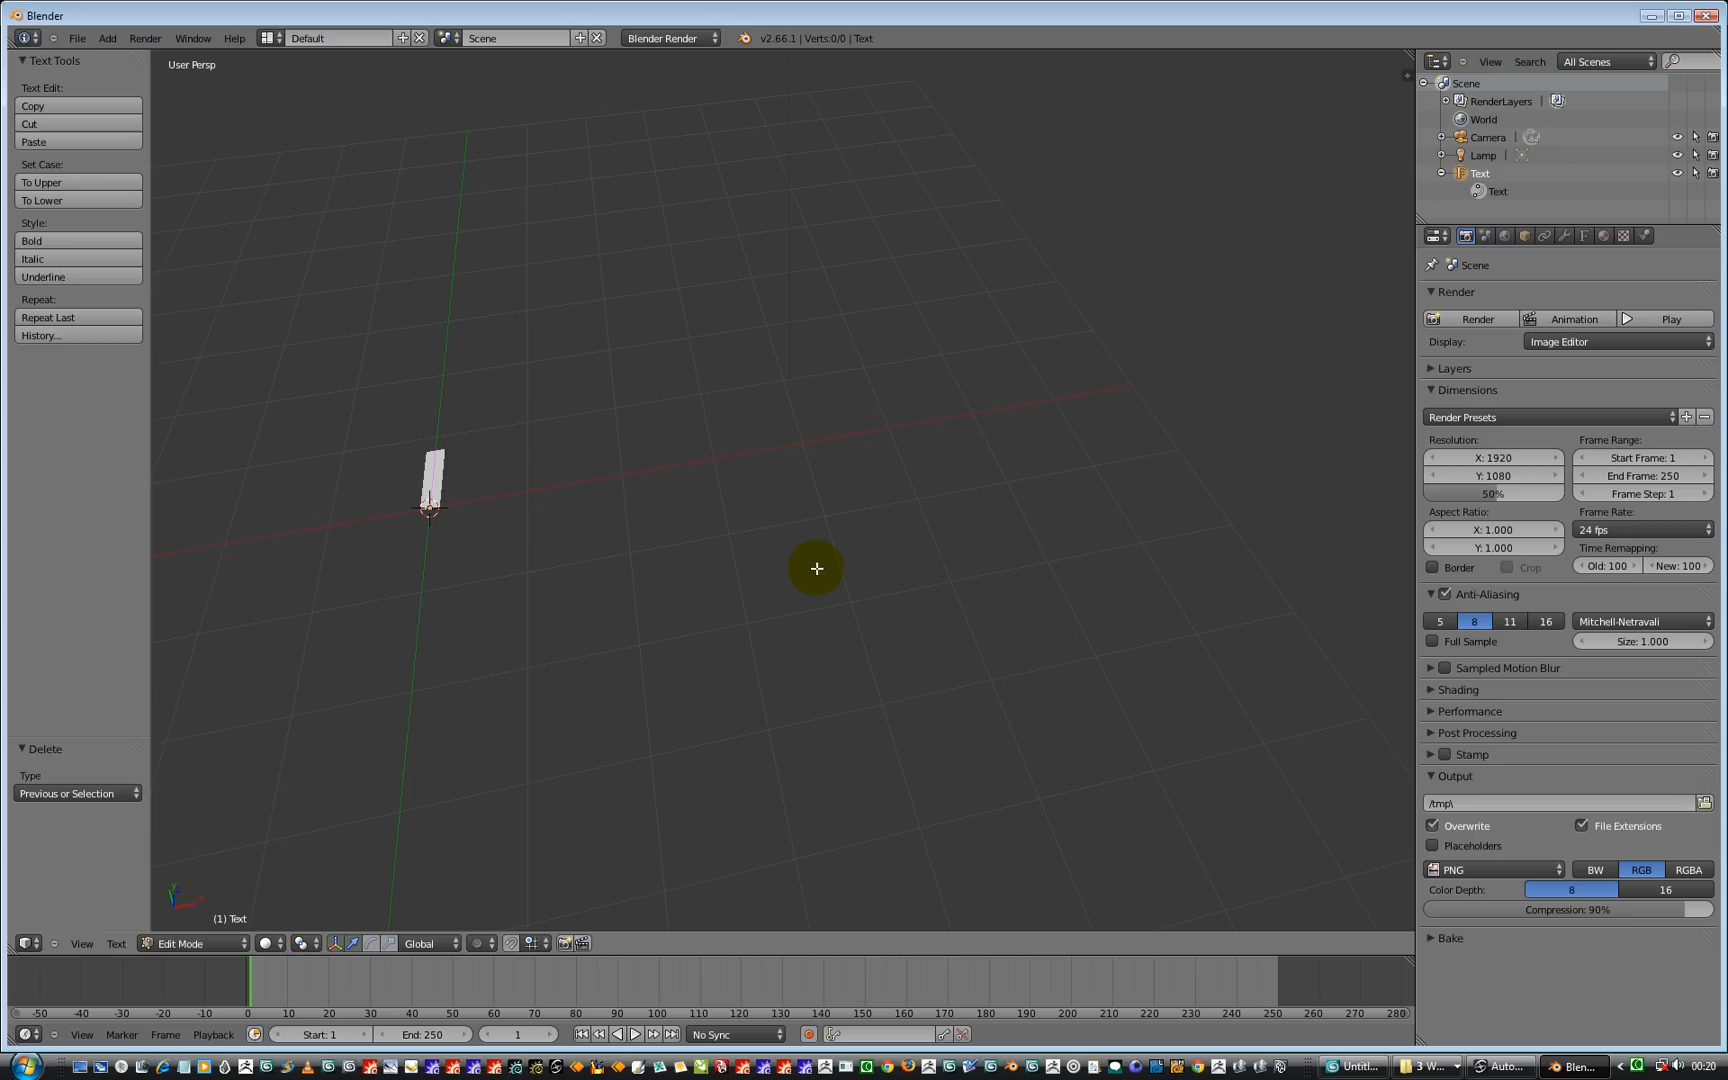 Blender
File Add Render Window Help Default Scene Blender Render v2.66.1 | Verts:0/0 | Text
Text Tools
Text Edit:
Copy
Cut
Paste
Set Case:
To Upper
To Lower
Style:
Bold
Italic
Underline
Repeat:
Repeat Last
History...
Delete
Type
Previous or Selection
User Persp
(1) Text
View Text Edit Mode Global
-50 -40 -30 -20 -10 0 10 20 30 40 50 60 70 80 90 100 110 120 130 140 150 160 170 180 190 200 210 220 230 240 250 260 270 280
View Marker Frame Playback Start: 1 End: 250 1 No Sync
View Search All Scenes
Scene
RenderLayers
World
Camera
Lamp
Text
Text
Scene
Render
Render Animation Play
Display: Image Editor
Layers
Dimensions
Render Presets
Resolution: Frame Range:
X: 1920 Start Frame: 1
Y: 1080 End Frame: 250
50% Frame Step: 1
Aspect Ratio: Frame Rate:
X: 1.000 24 fps
Y: 1.000 Time Remapping:
Border Crop Old: 100 New: 100
Anti-Aliasing
5 8 11 16 Mitchell-Netravali
Full Sample Size: 1.000
Sampled Motion Blur
Shading
Performance
Post Processing
Stamp
Output
/tmp\
Overwrite File Extensions
Placeholders
PNG BW RGB RGBA
Color Depth: 8 16
Compression: 90%
Bake
Untitl... 3 W... Auto... Blen... 00:20